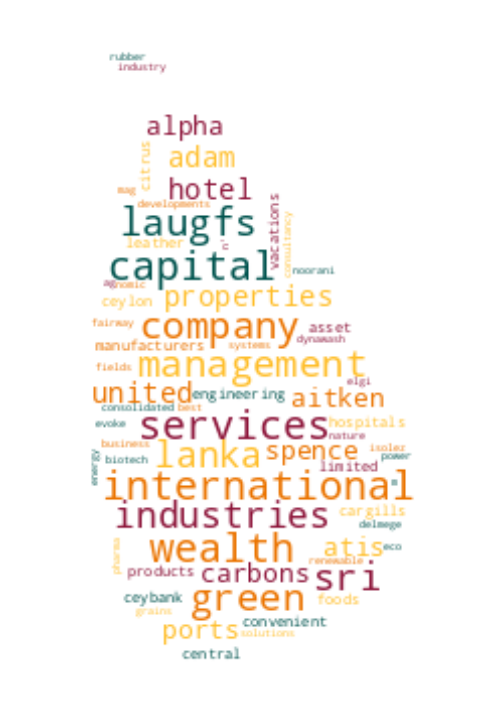 rubber
industry
alpha
citrus
adam
hotel
mag
developments
vacations
laugfs
leather
'c
consultancy
capital
noorani
agnomic
ceylon
properties
fairway
company
asset
dynawash
manufacturers
systems
management
fields
elgi
united
engineering
aitken
consolidated
best
evoke
services
hospitals
nature
business
lanka
spence
isolez
power
biotech
limited
energy
international
industries
cargills
delmege
wealth
atis
eco
pharma
renewable
products
carbons
sri
ceybank
green
foods
grains
convenient
ports
solutions
central